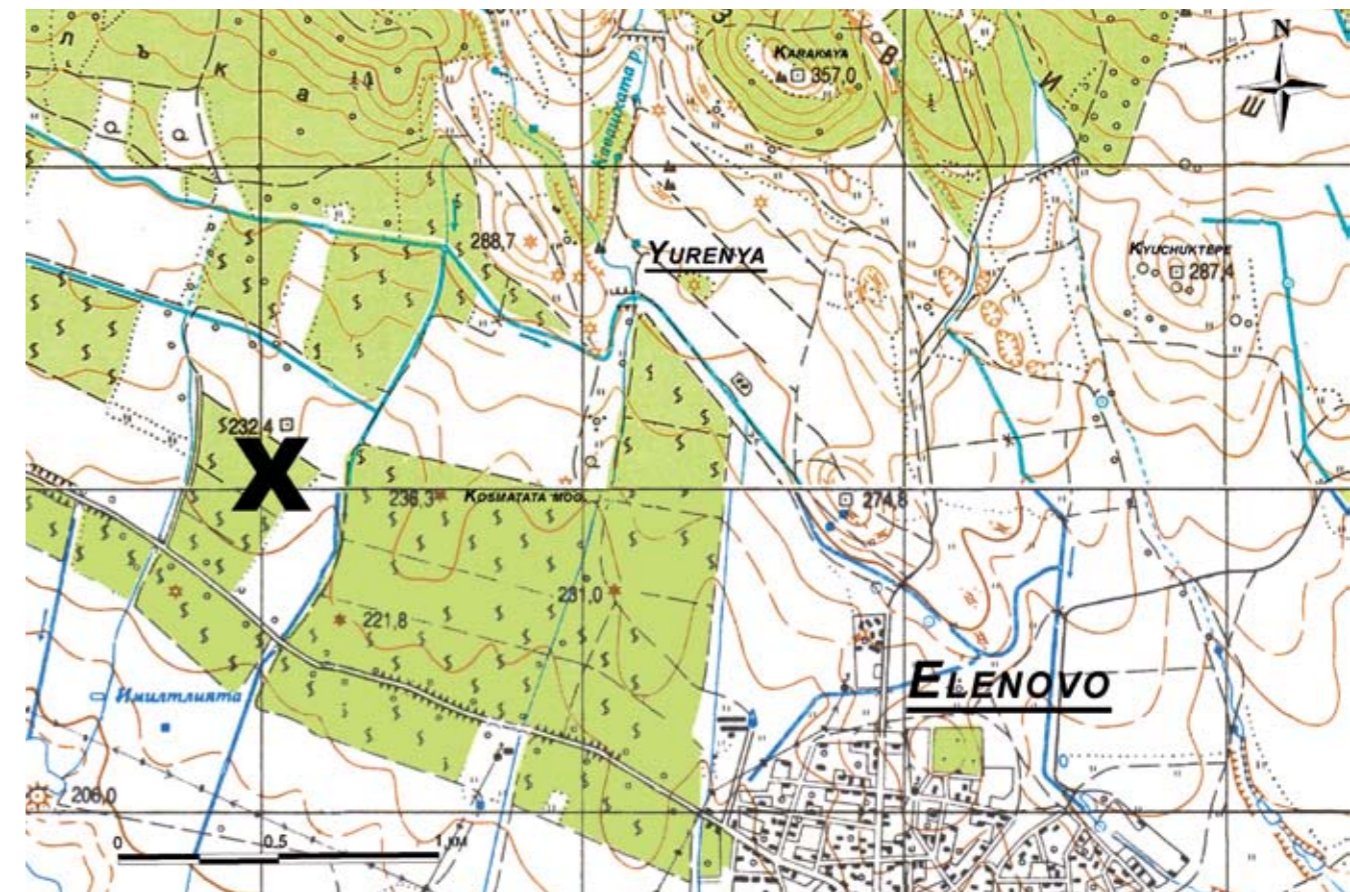 л ъ к а
З
В
И
Ш
N
KARAKAYA
357,0
YURENYA
288,7
KYUCHUKTEPE
287,4
232,4
X
236,3
KOSMATATA MOG.
274,8
231,0
221,8
ELENOVO
Имилтлията
206,0
0 0,5 1 KM